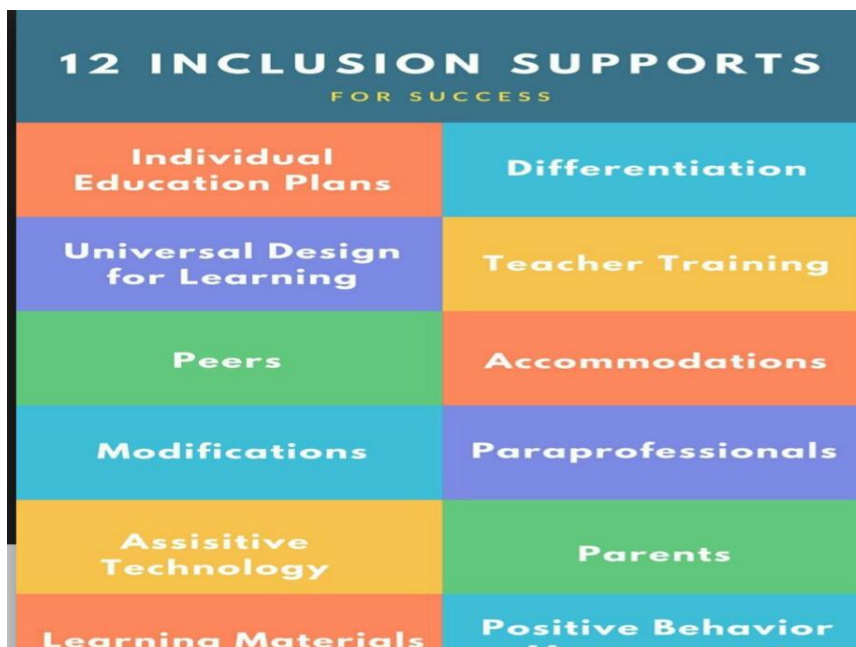 12 INCLUSION SUPPORTS
FOR SUCCESS
Individual
Education Plans
Differentiation
Universal Design
for Learning
Teacher Training
Peers
Accommodations
Modifications
Paraprofessionals
Assisitive
Technology
Parents
Learning Materials
Positive Behavior